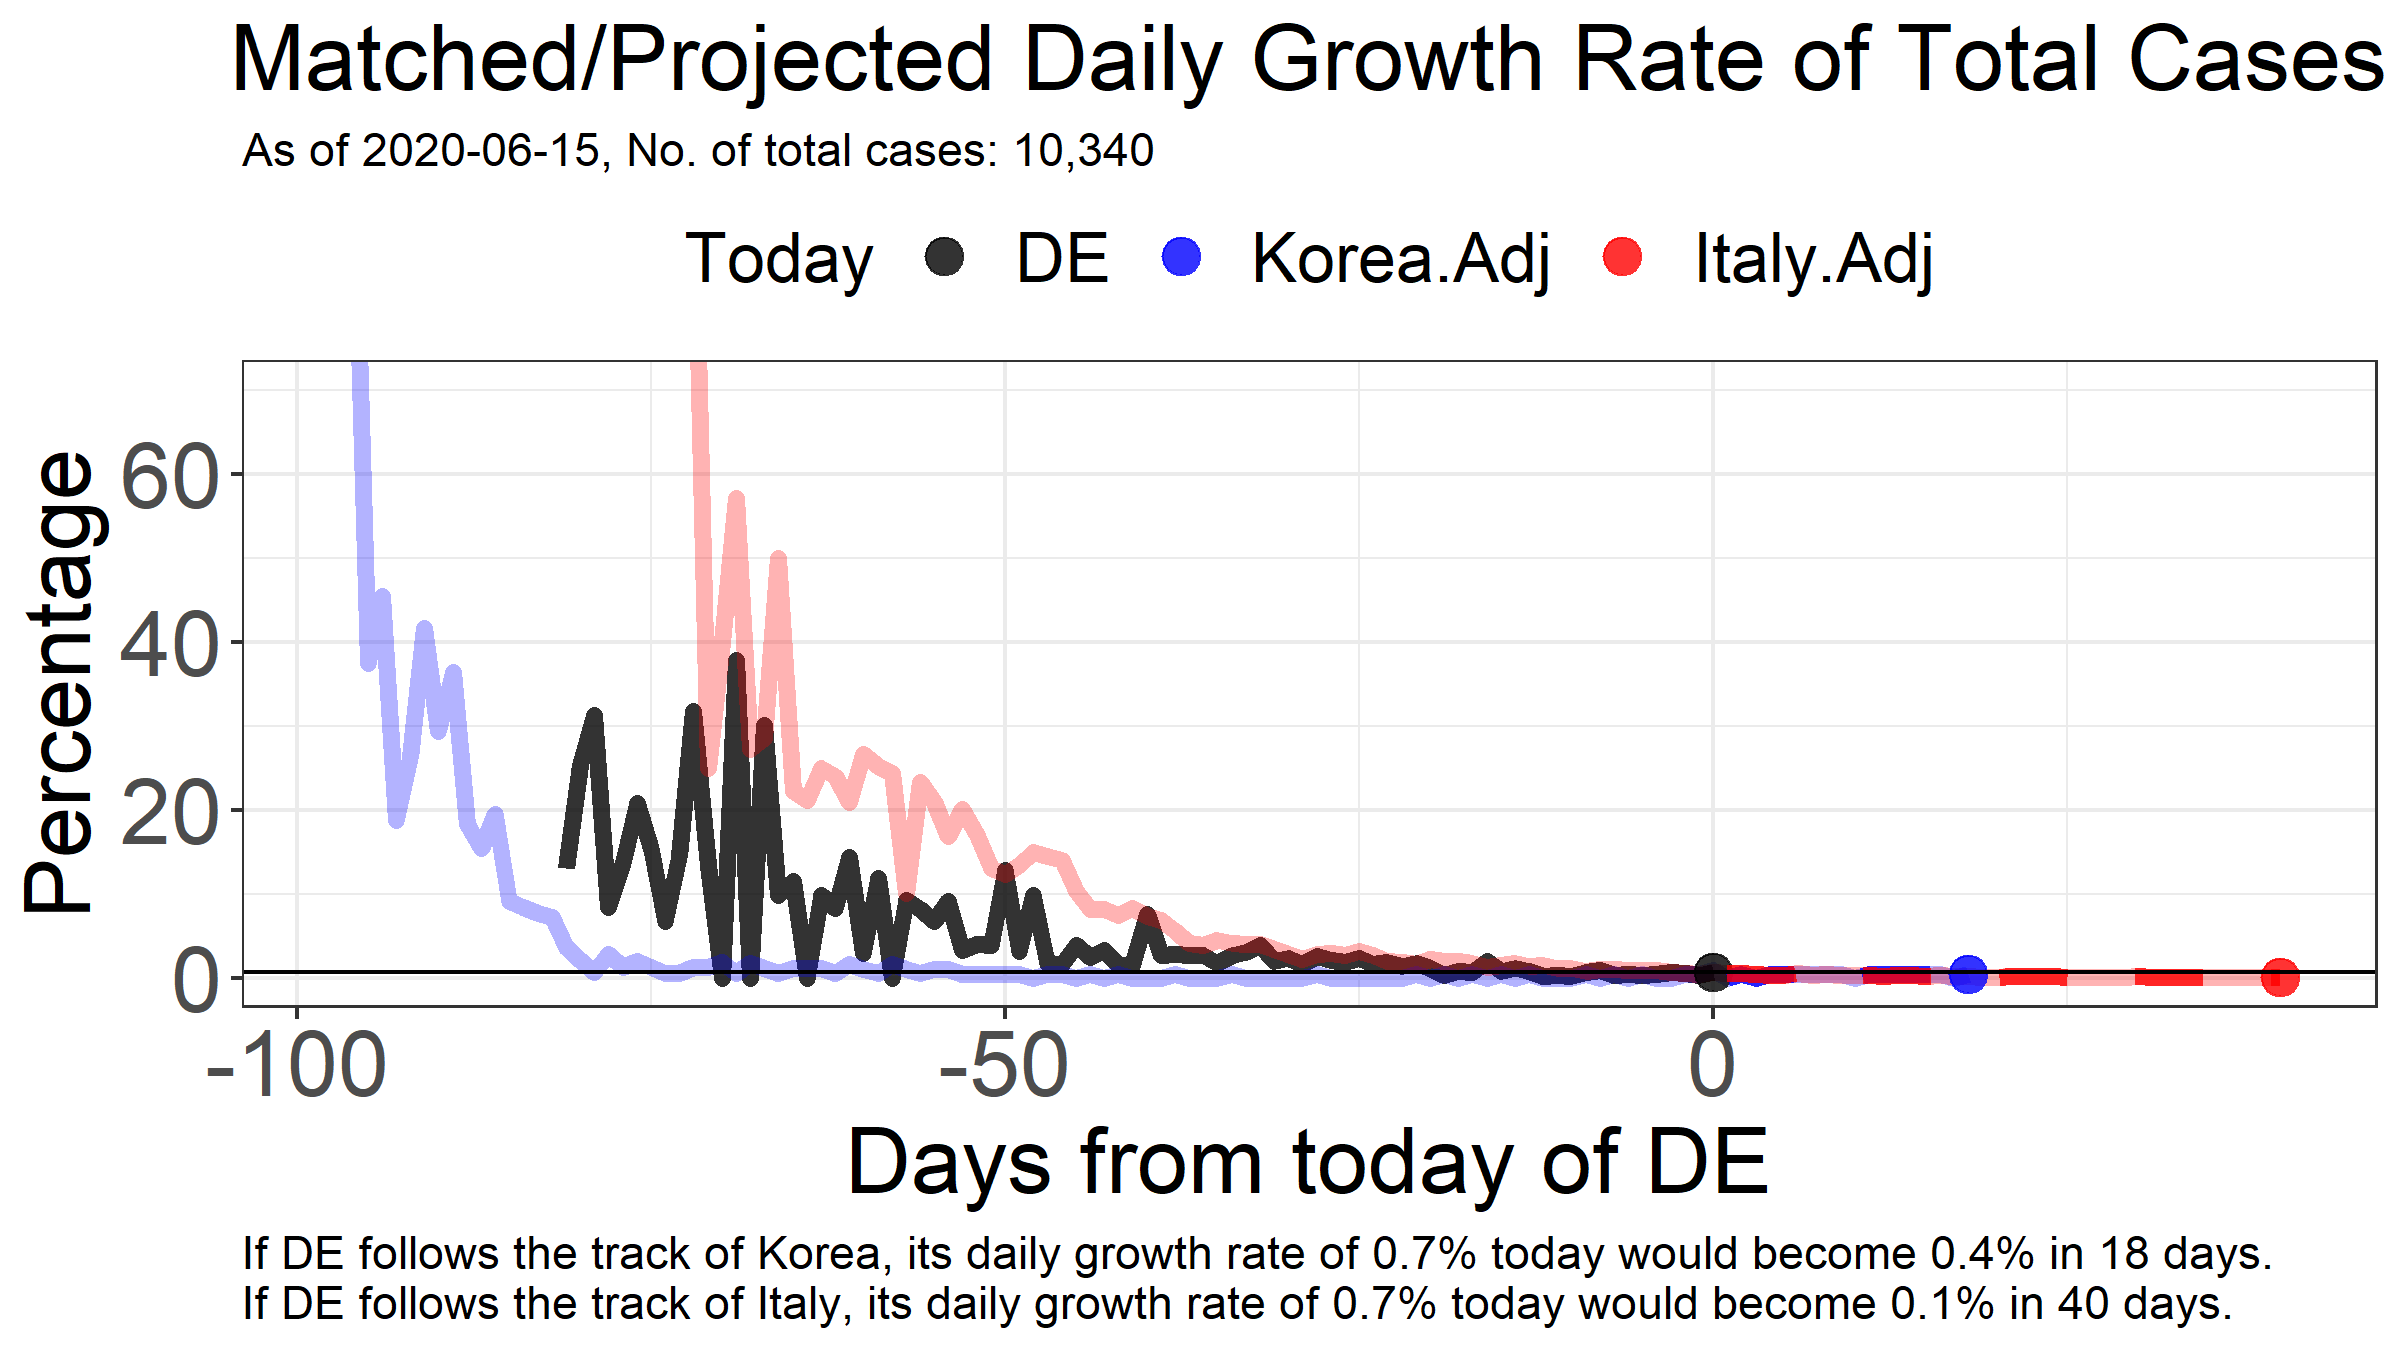 Matched/Projected Daily Growth Rate of Total Cases
As of 2020-06-15, No. of total cases: 10,340
Today DE Korea.Adj Italy.Adj
Percentage
60
40
20
0
-100 -50 0
Days from today of DE
If DE follows the track of Korea, its daily growth rate of 0.7% today would become 0.4% in 18 days.
If DE follows the track of Italy, its daily growth rate of 0.7% today would become 0.1% in 40 days.